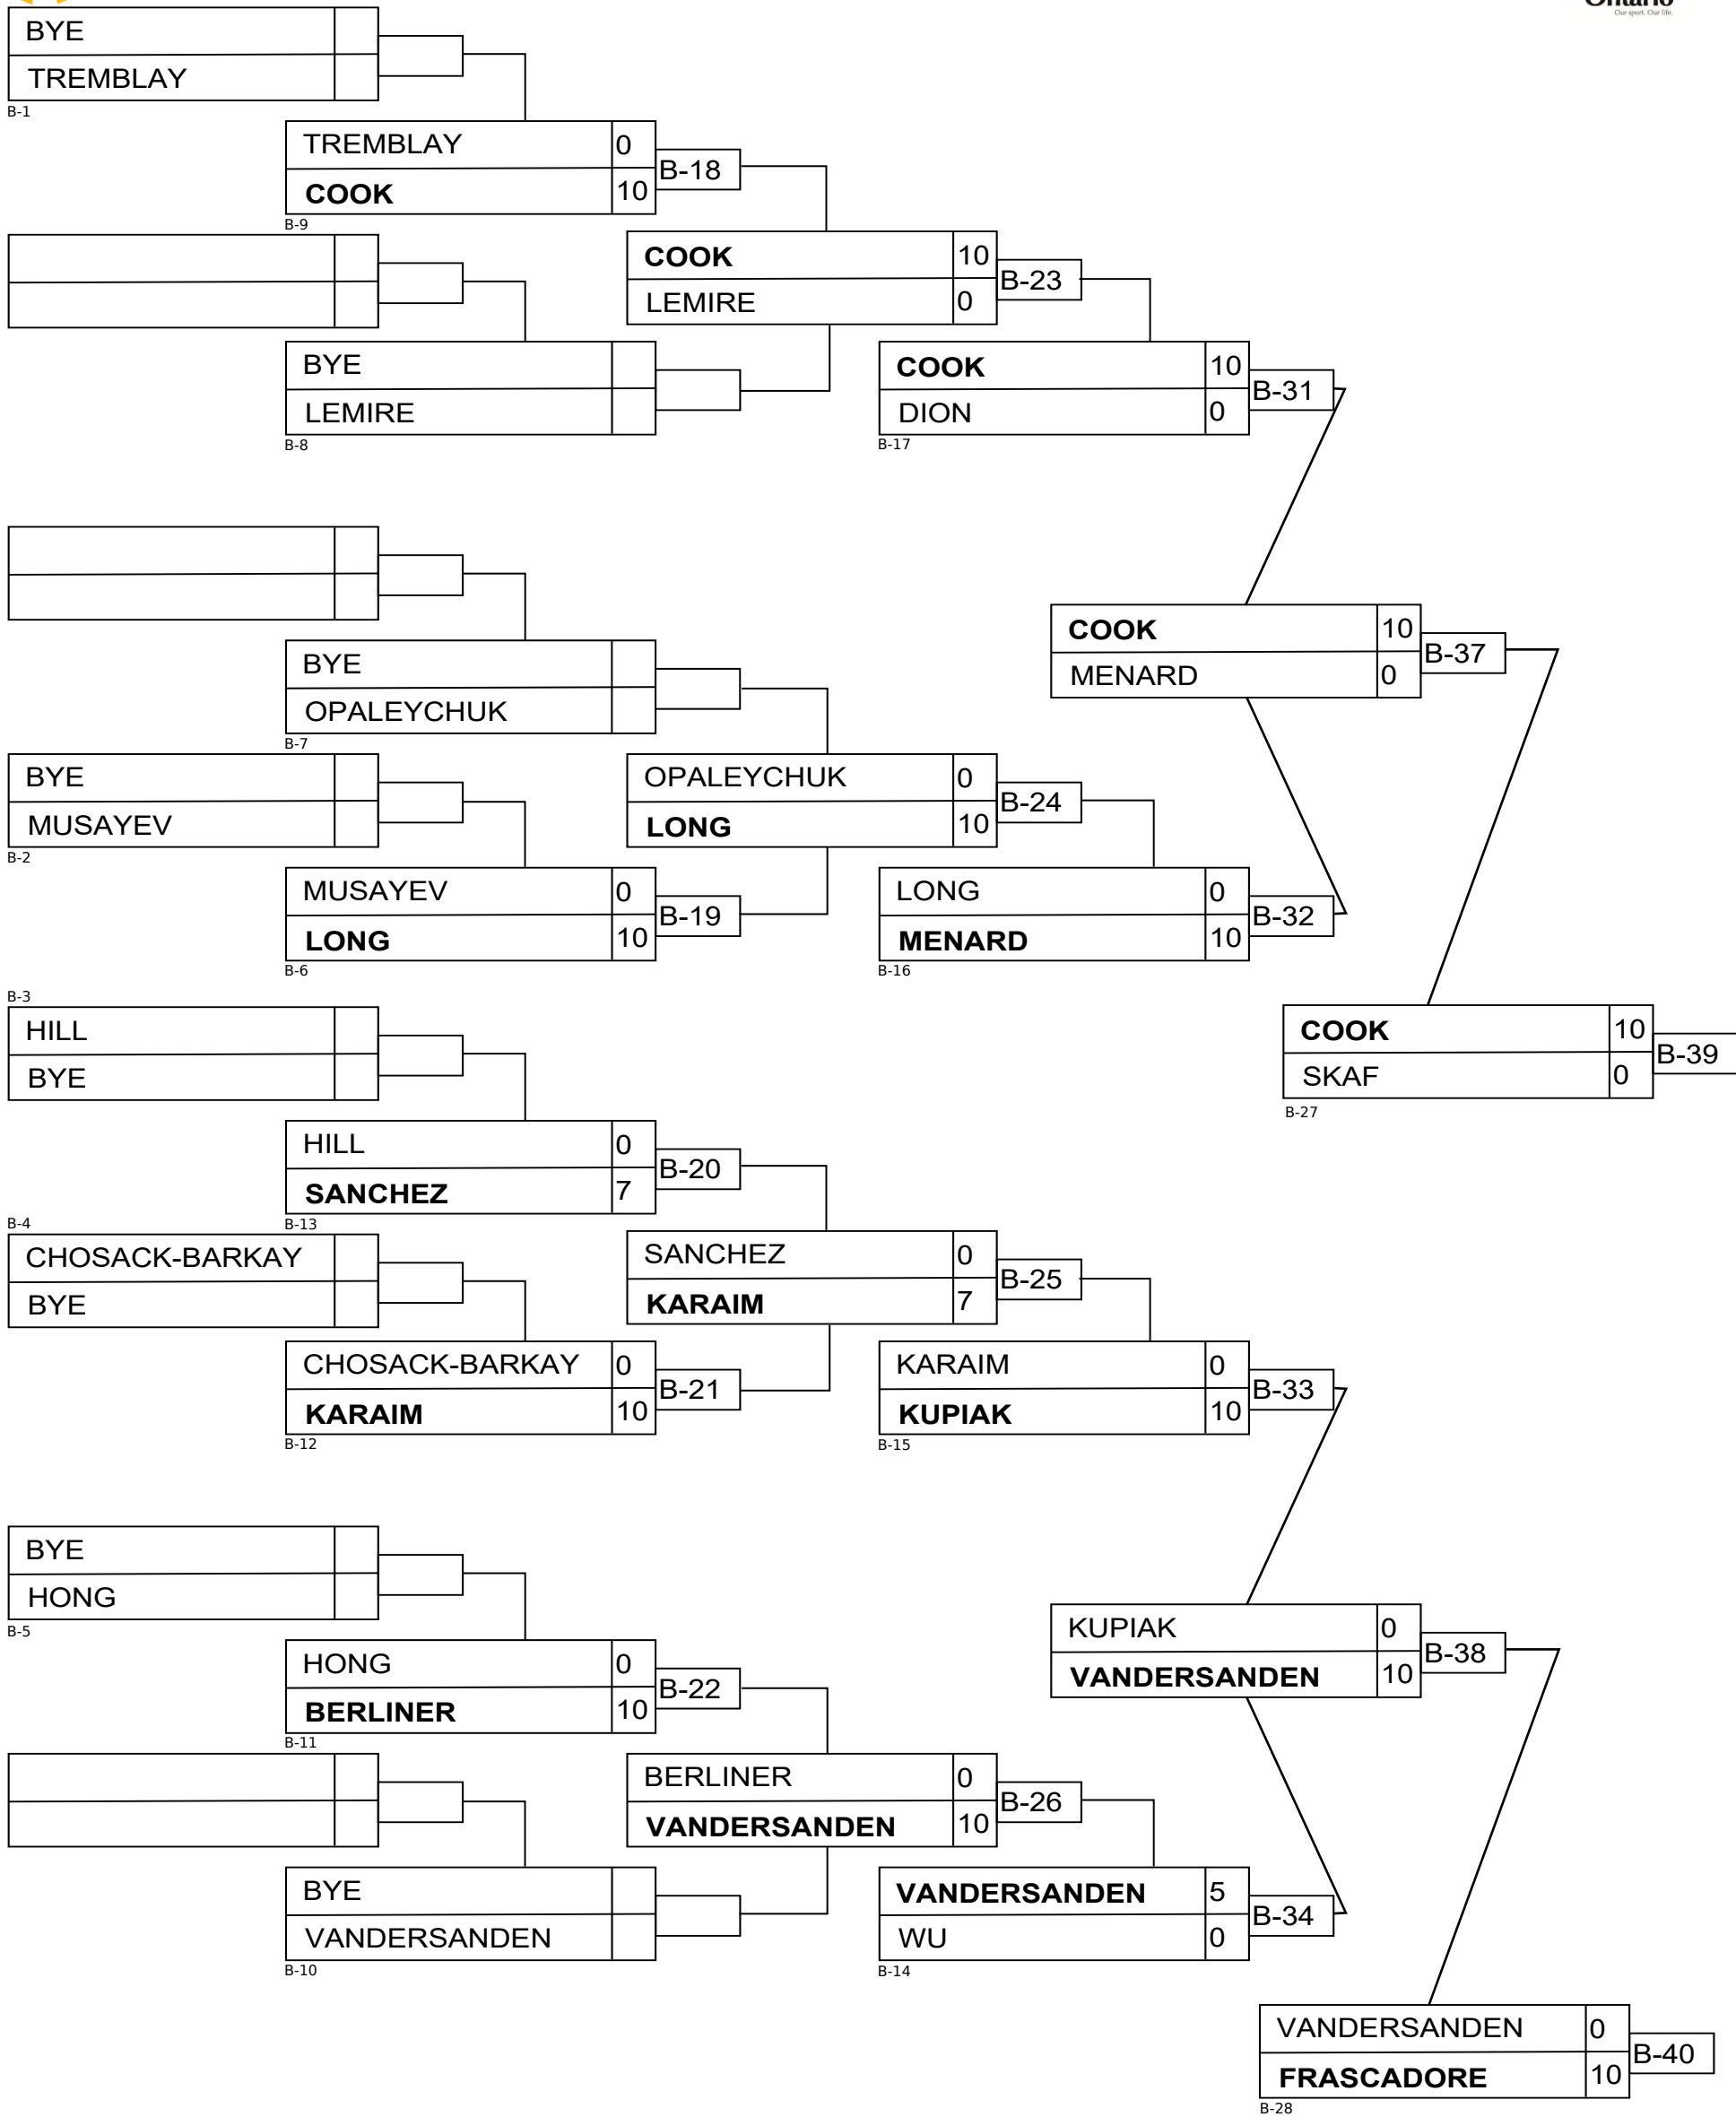 Ontario
Our sport. Our life.
BYE
TREMBLAY
B-1
TREMBLAY 0
COOK 10
B-18
B-9
COOK 10
LEMIRE 0
B-23
BYE
LEMIRE
B-8
COOK 10
DION 0
B-31
B-17
BYE
OPALEYCHUK
B-7
COOK 10
MENARD 0
B-37
BYE
MUSAYEV
B-2
OPALEYCHUK 0
LONG 10
B-24
MUSAYEV 0
LONG 10
B-19
B-6
LONG 0
MENARD 10
B-32
B-16
B-3
HILL
BYE
COOK 10
SKAF 0
B-39
B-27
HILL 0
SANCHEZ 7
B-20
B-13
B-4
CHOSACK-BARKAY
BYE
SANCHEZ 0
KARAIM 7
B-25
CHOSACK-BARKAY 0
KARAIM 10
B-21
B-12
KARAIM 0
KUPIAK 10
B-33
B-15
BYE
HONG
B-5
KUPIAK 0
VANDERSANDEN 10
B-38
HONG 0
BERLINER 10
B-22
B-11
BERLINER 0
VANDERSANDEN 10
B-26
BYE
VANDERSANDEN
B-10
VANDERSANDEN 5
WU 0
B-34
B-14
VANDERSANDEN 0
FRASCADORE 10
B-40
B-28